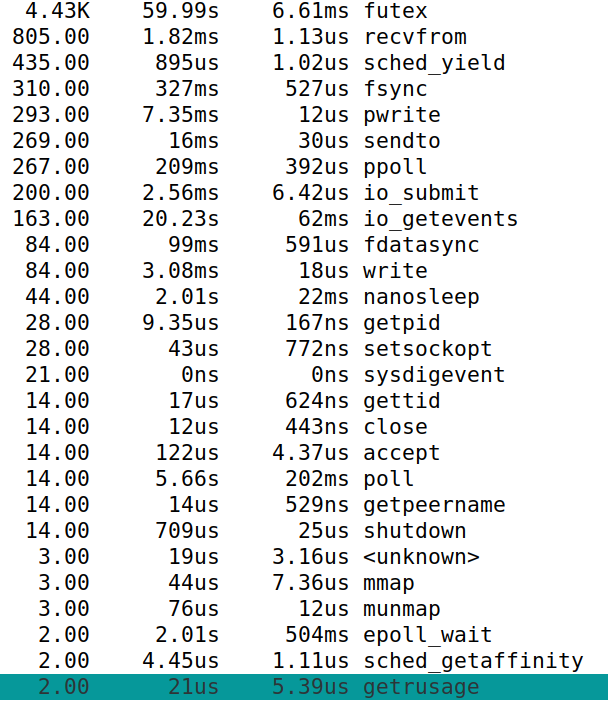 4.43K 59.99s 6.61ms futex
805.00 1.82ms 1.13us recvfrom
435.00 895us 1.02us sched_yield
310.00 327ms 527us fsync
293.00 7.35ms 12us pwrite
269.00 16ms 30us sendto
267.00 209ms 392us ppoll
200.00 2.56ms 6.42us io_submit
163.00 20.23s 62ms io_getevents
84.00 99ms 591us fdatasync
84.00 3.08ms 18us write
44.00 2.01s 22ms nanosleep
28.00 9.35us 167ns getpid
28.00 43us 772ns setsockopt
21.00 0ns 0ns sysdigevent
14.00 17us 624ns gettid
14.00 12us 443ns close
14.00 122us 4.37us accept
14.00 5.66s 202ms poll
14.00 14us 529ns getpeername
14.00 709us 25us shutdown
3.00 19us 3.16us <unknown>
3.00 44us 7.36us mmap
3.00 76us 12us munmap
2.00 2.01s 504ms epoll_wait
2.00 4.45us 1.11us sched_getaffinity
2.00 21us 5.39us getrusage